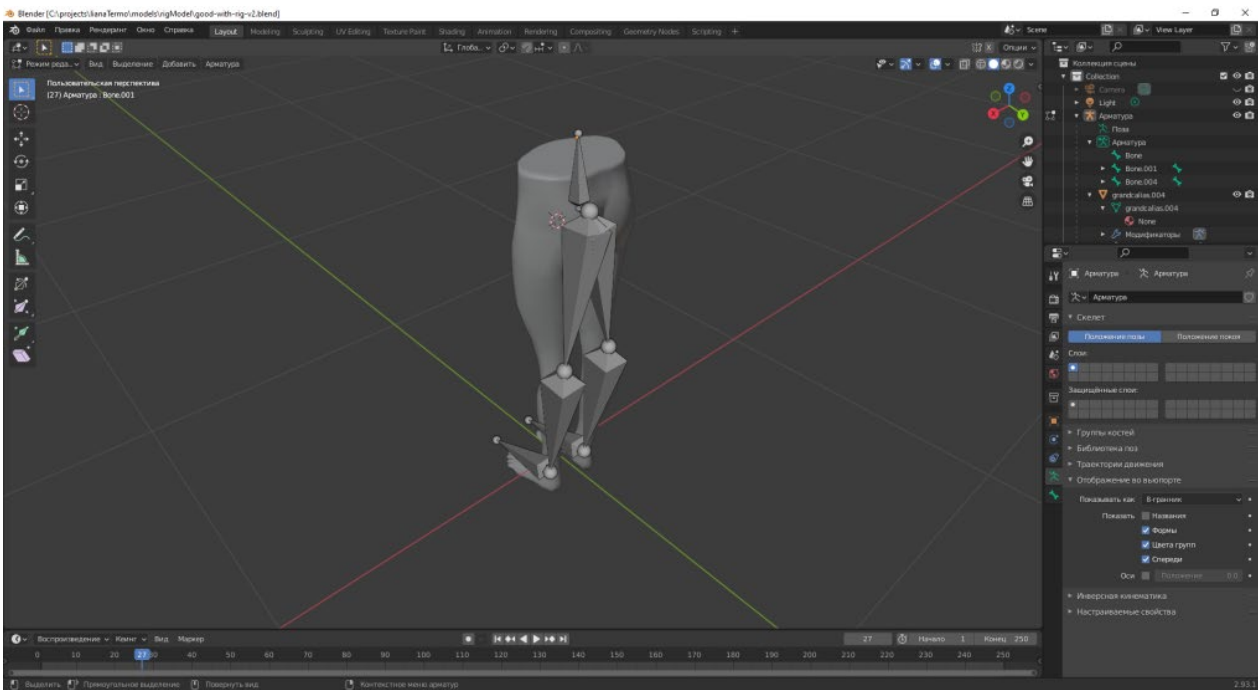 Blender [C:\projects\lianaTermo\models\rigModel\good-with-rig-v2.blend]
Файл Правка Рендеринг Окно Справка Layout Modeling Sculpting UV Editing Texture Paint Shading Animation Rendering Compositing Geometry Nodes Scripting + Scene View Layer
Глоба.. Опции
Режим реда.. Вид Выделение Добавить Арматура
Пользовательская перспектива
(27) Арматура : Bone.001
Z
X
Y
Коллекция сцены
Collection
Camera
Light
Арматура
Поза
Арматура
Bone
Bone.001
Bone.004
grandcalias.004
grandcalias.004
None
Модификаторы
Арматура Арматура
Арматура
Скелет
Положение позы Положение покоя
Слои:
Защищённые слои:
Группы костей
Библиотека поз
Траектории движения
Отображение во вьюпорте
Показывать как 8-гранник
Показать Названия
Формы
Цвета групп
Спереди
Оси Положение 0.0
Инверсная кинематика
Настраиваемые свойства
Воспроизведение Кеинг Вид Маркер 27 Начало 1 Конец 250
0 10 20 27 30 40 50 60 70 80 90 100 110 120 130 140 150 160 170 180 190 200 210 220 230 240 250
Выделить Прямоугольное выделение Повернуть вид Контекстное меню арматур 2.93.1